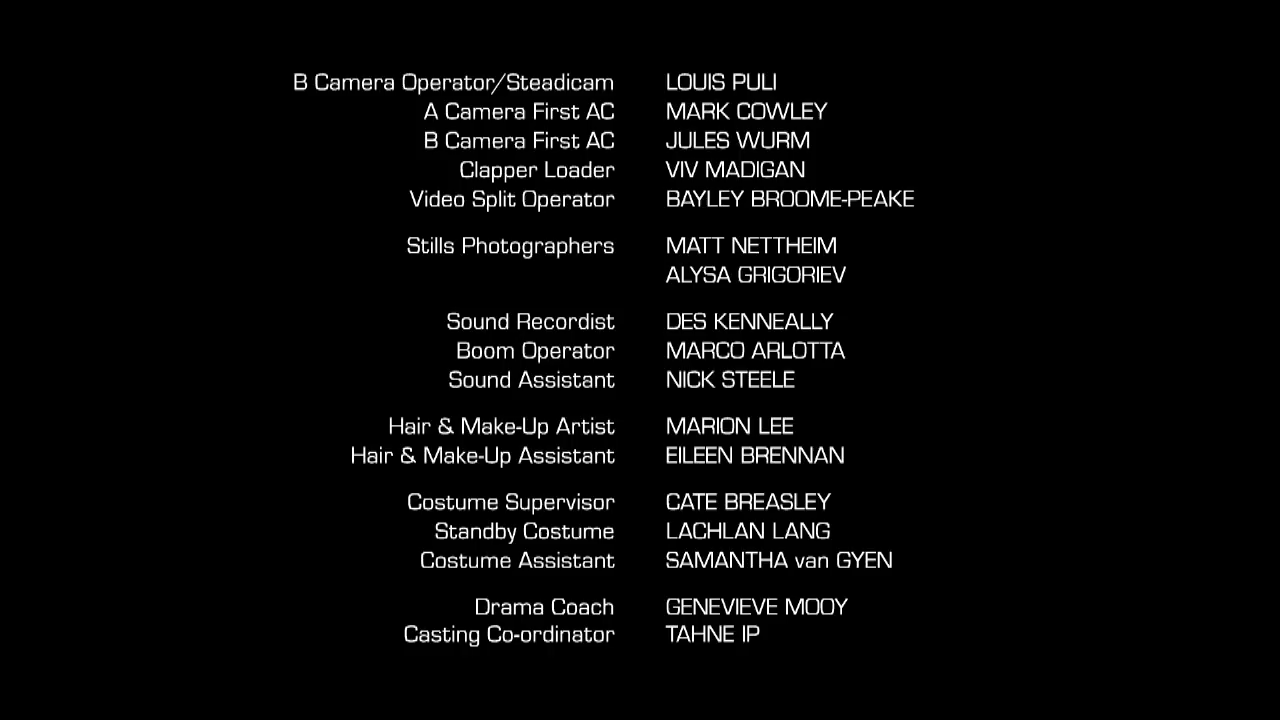 B Camera Operator/Steadicam LOUIS PULI
A Camera First AC MARK COWLEY
B Camera First AC JULES WURM
Clapper Loader VIV MADIGAN
Video Split Operator BAYLEY BROOME-PEAKE
Stills Photographers MATT NETTHEIM
ALYSA GRIGORIEV
Sound Recordist DES KENNEALLY
Boom Operator MARCO ARLOTTA
Sound Assistant NICK STEELE
Hair & Make-Up Artist MARION LEE
Hair & Make-Up Assistant EILEEN BRENNAN
Costume Supervisor CATE BREASLEY
Standby Costume LACHLAN LANG
Costume Assistant SAMANTHA van GYEN
Drama Coach GENEVIEVE MOOY
Casting Co-ordinator TAHNE IP